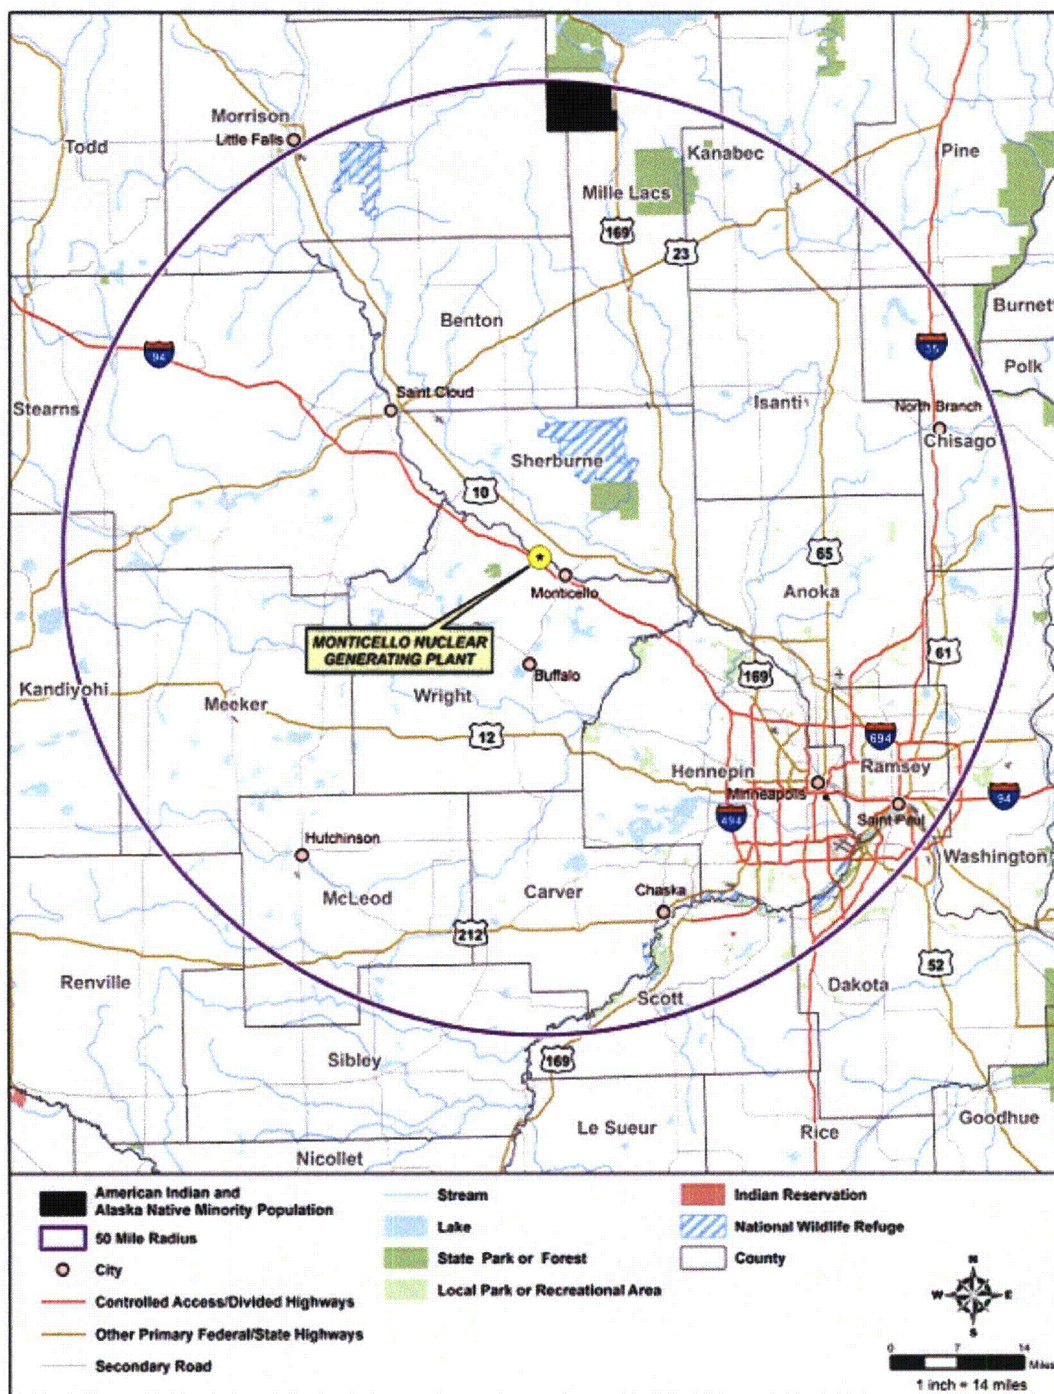 Morrison
Little Falls
Todd
Kanabec
Pine
Mille Lacs
169
23
Burnet
Benton
94
35
Polk
Saint Cloud
Stearns
Isanti
North Branch
Chisago
Sherburne
10
65
Monticello
Anoka
MONTICELLO NUCLEAR
GENERATING PLANT
61
Buffalo
169
Kandiyohi
Wright
Meeker
12
694
Hennepin
Ramsey
Minneapolis
94
Saint Paul
494
Hutchinson
Washington
McLeod
Carver
Chaska
212
52
Renville
Dakota
Scott
Sibley
169
Goodhue
Le Sueur
Rice
Nicollet
American Indian and
Alaska Native Minority Population
50 Mile Radius
City
Controlled Access/Divided Highways
Other Primary Federal/State Highways
Secondary Road
Stream
Lake
State Park or Forest
Local Park or Recreational Area
Indian Reservation
National Wildlife Refuge
County
N
W E
S
0 7 14
Miles
1 inch = 14 miles